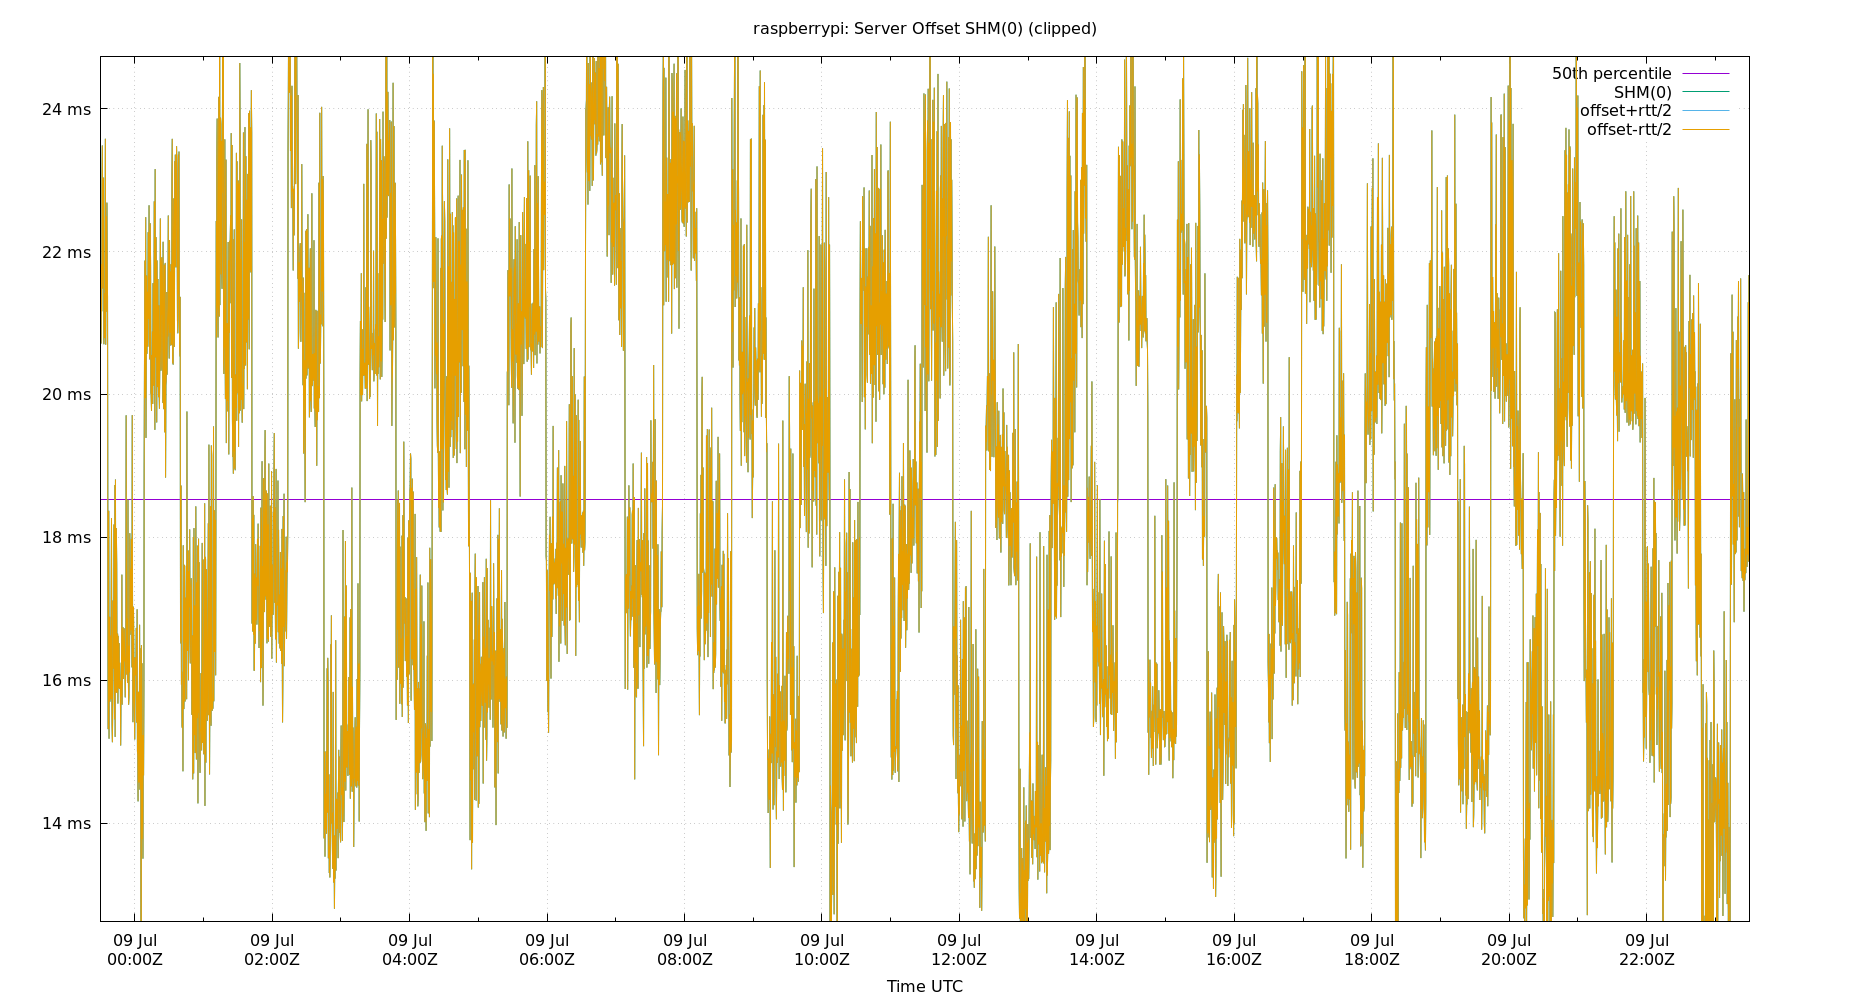 raspberrypi: Server Offset SHM(0) (clipped)
50th percentile
SHM(0)
offset+rtt/2
offset-rtt/2
24 ms
22 ms
20 ms
18 ms
16 ms
14 ms
09 Jul 09 Jul 09 Jul 09 Jul 09 Jul 09 Jul 09 Jul 09 Jul 09 Jul 09 Jul 09 Jul 09 Jul
00:00Z 02:00Z 04:00Z 06:00Z 08:00Z 10:00Z 12:00Z 14:00Z 16:00Z 18:00Z 20:00Z 22:00Z
Time UTC